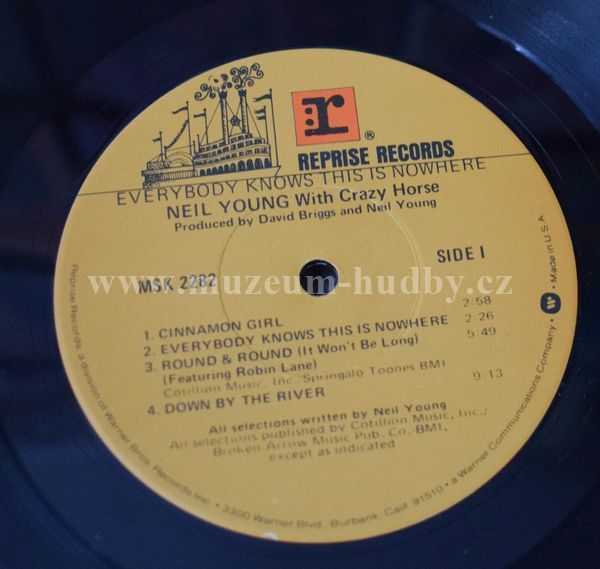 r
®
REPRISE RECORDS
EVERYBODY KNOWS THIS IS NOWHERE
NEIL YOUNG With Crazy Horse
Produced by David Briggs and Neil Young
MSK 2282
SIDE I
www.muzeum-hudby.cz
1. CINNAMON GIRL 2:58
2. EVERYBODY KNOWS THIS IS NOWHERE 2:26
3. ROUND & ROUND (It Won't Be Long) 5:49
(Featuring Robin Lane)
Cotillion Music, Inc./Springalo Toones BMI
4. DOWN BY THE RIVER 9:13
All selections written by Neil Young
All selections published by Cotillion Music, Inc./
Broken Arrow Music Pub. Co.-BMI,
except as indicated
Reprise Records, a division of Warner Bros. Records Inc. • 3300 Warner Blvd., Burbank, Calif. 91510 • a Warner Communications Company • W • Made in U.S.A.